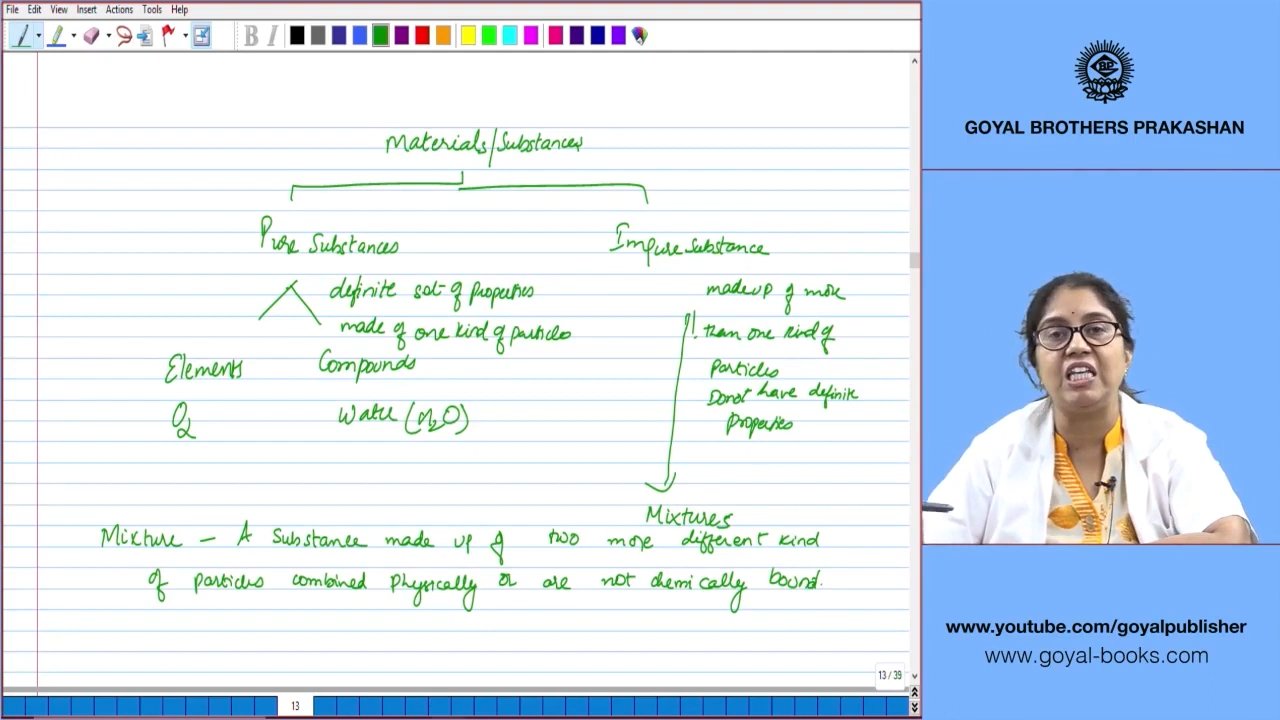 File Edit View Insert Actions Tools Help
B I
GBP
GOYAL BROTHERS PRAKASHAN
Materials/Substances
Pure Substances
Impure Substance
definite set of Properties
made of one kind of particles
made up of more
than one kind of
Particles
Donot have definite
Properties
Elements Compounds
O2 Water (H2O)
Mixtures
Mixture – A Substance made up of two more different kind
of particles combined physically or are not chemically bound.
www.youtube.com/goyalpublisher
www.goyal-books.com
13 / 39
13